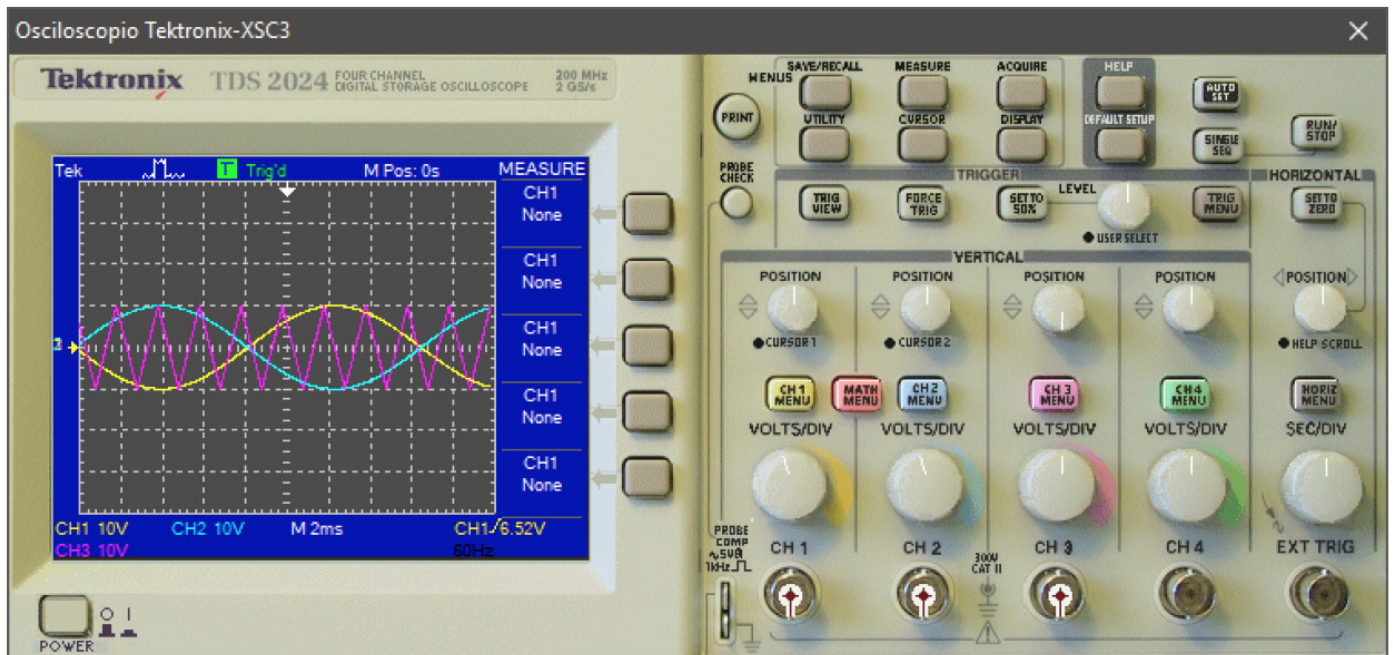 Osciloscopio Tektronix-XSC3
Tektronix TDS 2024 FOUR CHANNEL DIGITAL STORAGE OSCILLOSCOPE 200 MHz 2 GS/s
Tek T Trig'd M Pos: 0s MEASURE
CH1
None
CH1
None
CH1
None
CH1
None
CH1
None
CH1 10V CH2 10V M 2ms CH1 6.52V
CH3 10V 60Hz
POWER
PRINT
MENUS
SAVE/RECALL MEASURE ACQUIRE HELP
AUTO SET
UTILITY CURSOR DISPLAY DEFAULT SETUP
SINGLE SEQ
RUN/STOP
PROBE CHECK
TRIGGER
HORIZONTAL
TRIG VIEW
FORCE TRIG
SET TO 50%
LEVEL
TRIG MENU
SET TO ZERO
USER SELECT
VERTICAL
POSITION POSITION POSITION POSITION POSITION
CURSOR 1 CURSOR 2 HELP SCROLL
CH 1 MENU
MATH MENU
CH 2 MENU
CH 3 MENU
CH 4 MENU
HORIZ MENU
VOLTS/DIV VOLTS/DIV VOLTS/DIV VOLTS/DIV SEC/DIV
PROBE COMP
~5V@
1kHz
CH 1 CH 2 CH 3 CH 4 EXT TRIG
300V
CAT II